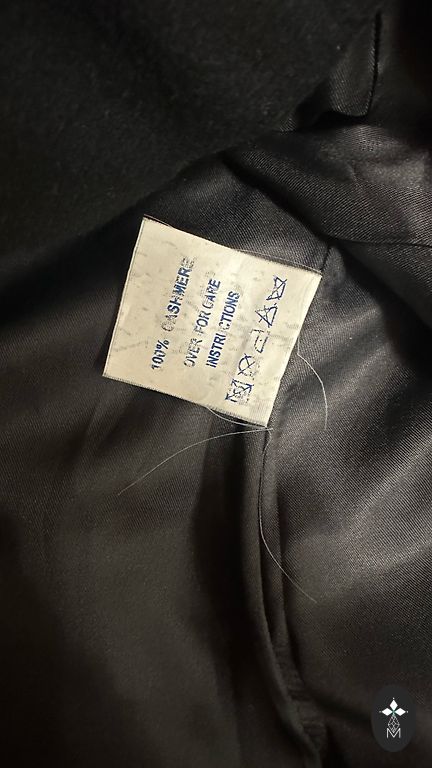 100% CASHMERE
OVER FOR CARE
INSTRUCTIONS
M